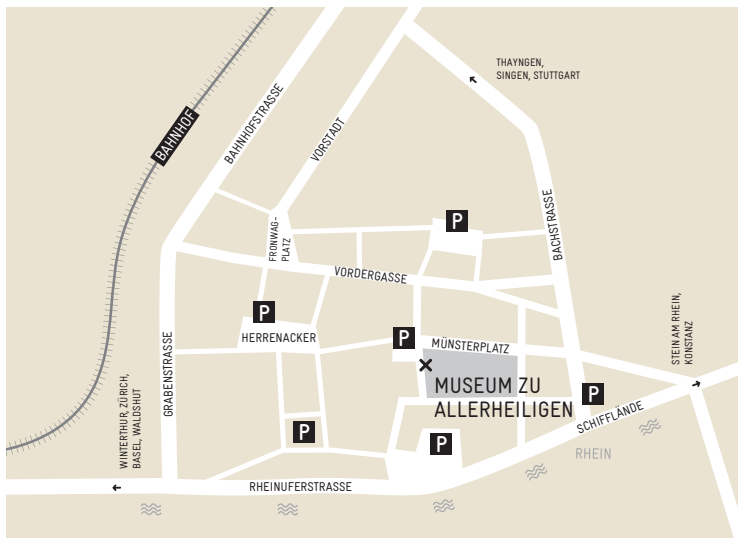 THAYNGEN,
SINGEN, STUTTGART
BAHNHOF
BAHNHOFSTRASSE
VORSTADT
BACHSTRASSE
P
FRONWAG-
PLATZ
VORDERGASSE
P
HERRENACKER
P
MÜNSTERPLATZ
STEIN AM RHEIN,
KONSTANZ
GRABENSTRASSE
MUSEUM ZU
ALLERHEILIGEN
P
WINTERTHUR, ZÜRICH,
BASEL, WALDSHUT
P
P
SCHIFFLÄNDE
RHEIN
RHEINUFERSTRASSE